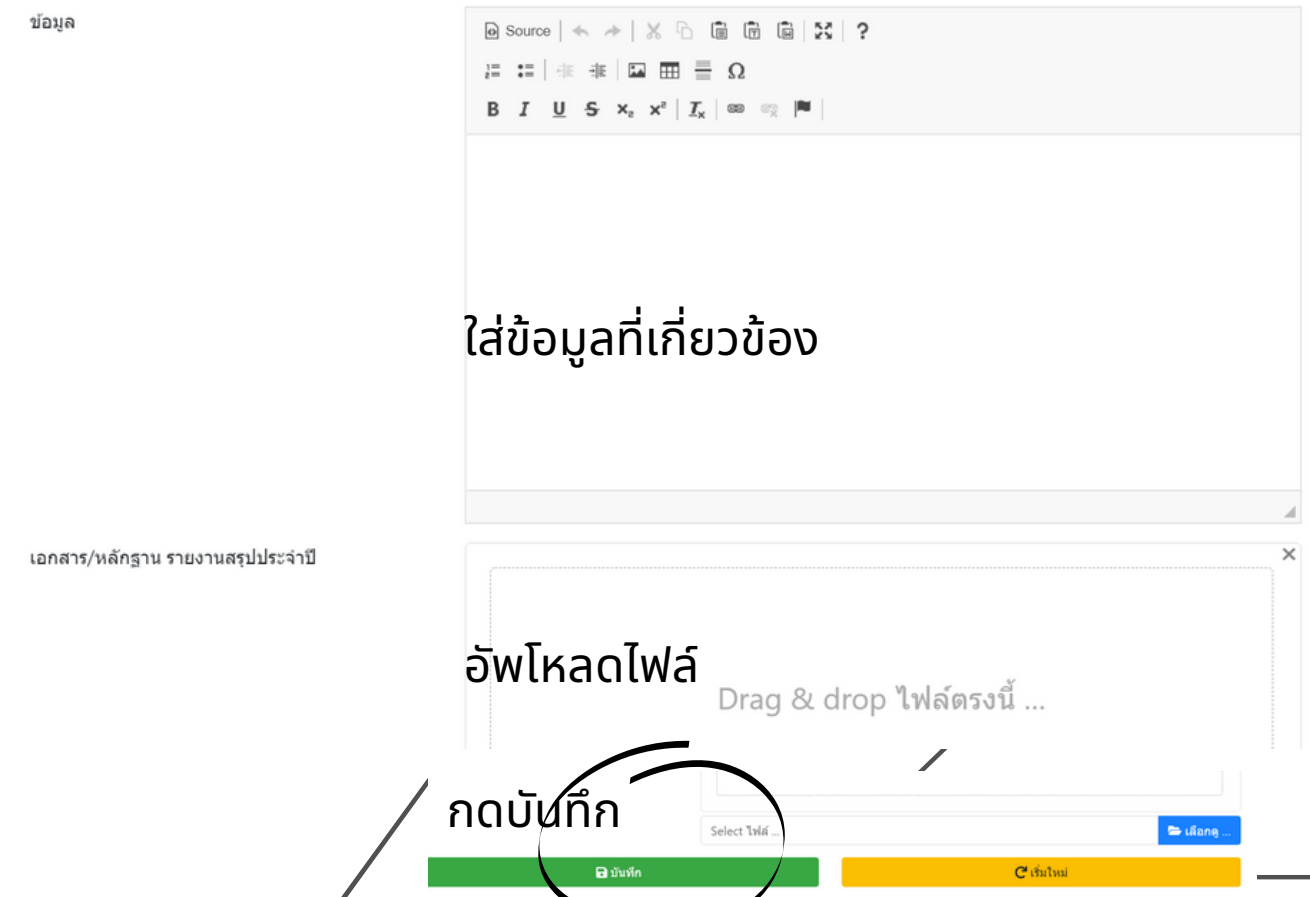 ข้อมูล
Source
?
Ω
B I U S x₂ x² Iₓ
ใส่ข้อมูลที่เกี่ยวข้อง
เอกสาร/หลักฐาน รายงานสรุปประจำปี
×
อัพโหลดไฟล์
Drag & drop ไฟล์ตรงนี้ ...
กดบันทึก
Select ไฟล์ ...
เลือกดู ...
บันทึก
เริ่มใหม่